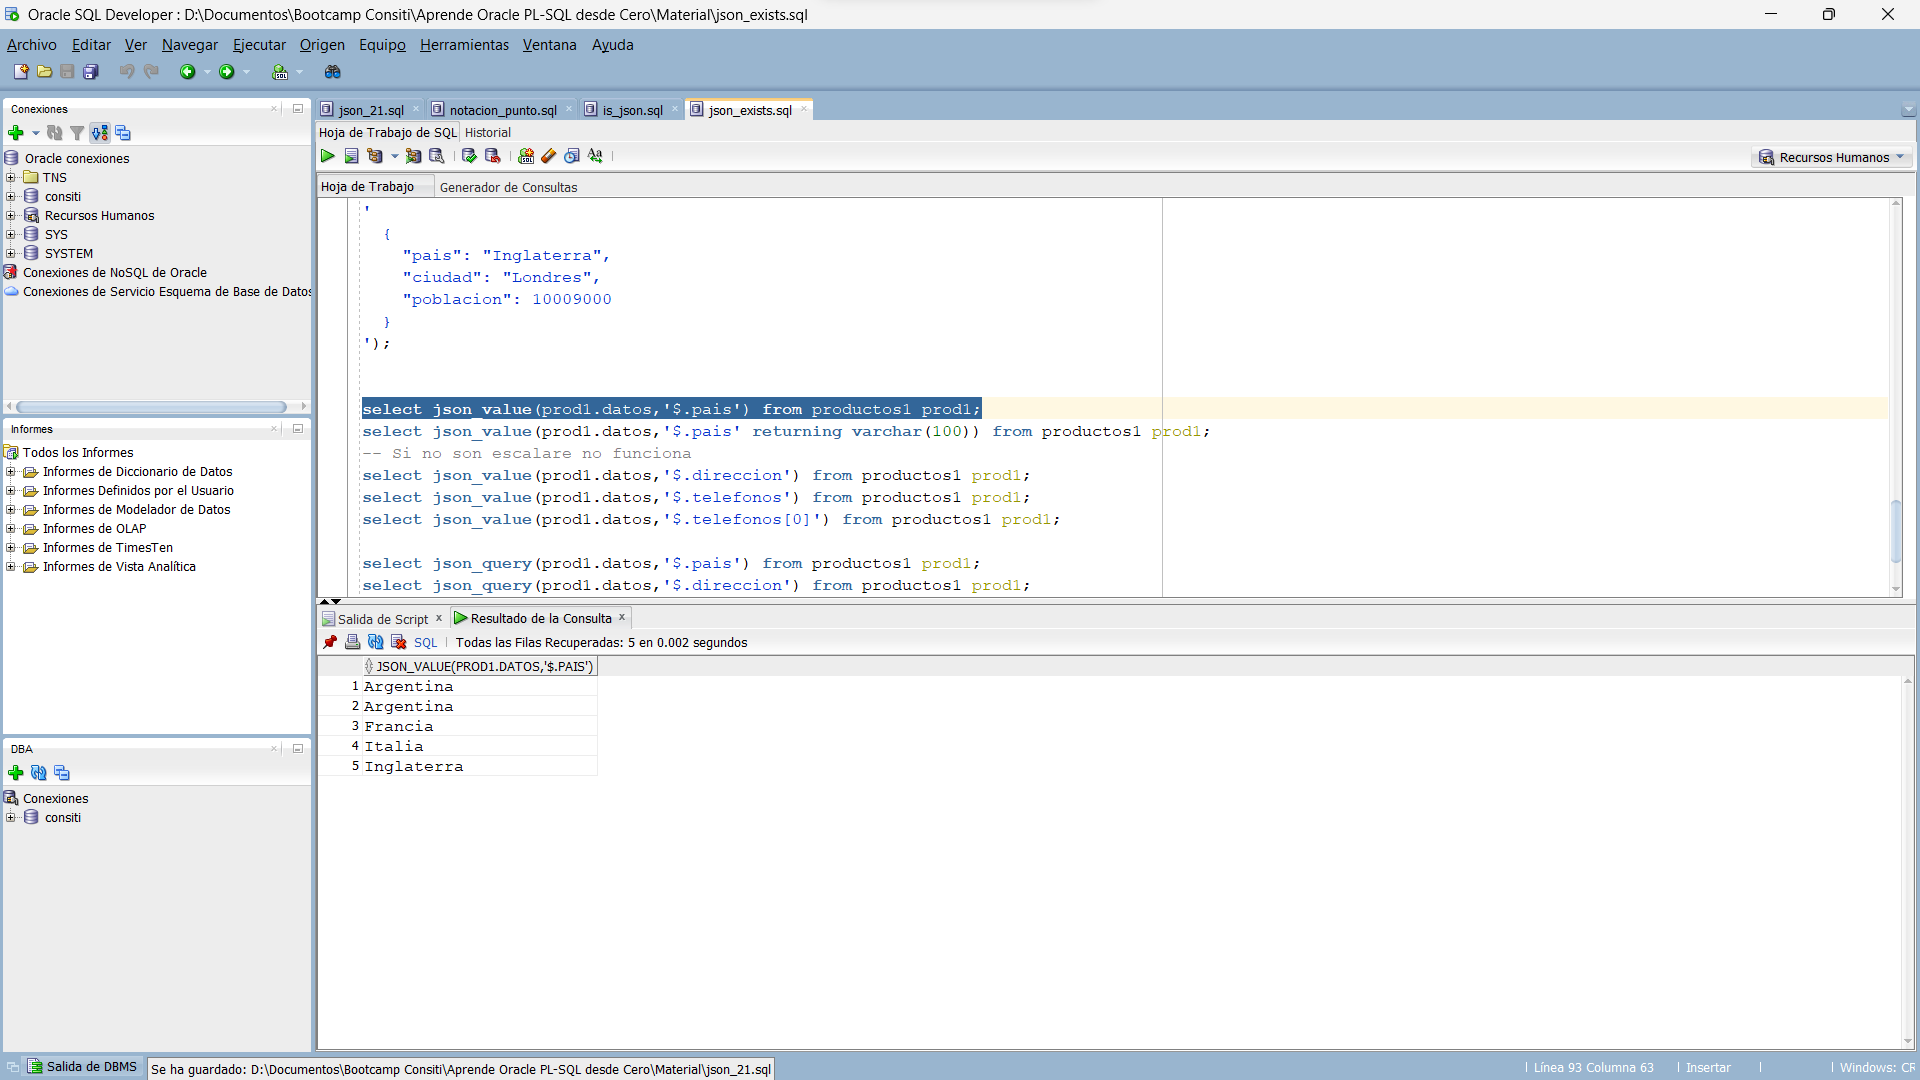 Oracle SQL Developer : D:\Documentos\Bootcamp Consiti\Aprende Oracle PL-SQL desde Cero\Material\json_exists.sql
Archivo Editar Ver Navegar Ejecutar Origen Equipo Herramientas Ventana Ayuda
Conexiones
Oracle conexiones
TNS
consiti
Recursos Humanos
SYS
SYSTEM
Conexiones de NoSQL de Oracle
Conexiones de Servicio Esquema de Base de Datos
Informes
Todos los Informes
Informes de Diccionario de Datos
Informes Definidos por el Usuario
Informes de Modelador de Datos
Informes de OLAP
Informes de TimesTen
Informes de Vista Analítica
DBA
Conexiones
consiti
json_21.sql notacion_punto.sql is_json.sql json_exists.sql
Hoja de Trabajo de SQL Historial
Recursos Humanos
Hoja de Trabajo Generador de Consultas
'
{
"pais": "Inglaterra",
"ciudad": "Londres",
"poblacion": 10009000
}
');
select json_value(prod1.datos,'$.pais') from productos1 prod1;
select json_value(prod1.datos,'$.pais' returning varchar(100)) from productos1 prod1;
-- Si no son escalare no funciona
select json_value(prod1.datos,'$.direccion') from productos1 prod1;
select json_value(prod1.datos,'$.telefonos') from productos1 prod1;
select json_value(prod1.datos,'$.telefonos[0]') from productos1 prod1;
select json_query(prod1.datos,'$.pais') from productos1 prod1;
select json_query(prod1.datos,'$.direccion') from productos1 prod1;
Salida de Script Resultado de la Consulta
SQL Todas las Filas Recuperadas: 5 en 0.002 segundos
JSON_VALUE(PROD1.DATOS,'$.PAIS')
1 Argentina
2 Argentina
3 Francia
4 Italia
5 Inglaterra
Salida de DBMS Se ha guardado: D:\Documentos\Bootcamp Consiti\Aprende Oracle PL-SQL desde Cero\Material\json_21.sql Línea 93 Columna 63 Insertar Windows: CR